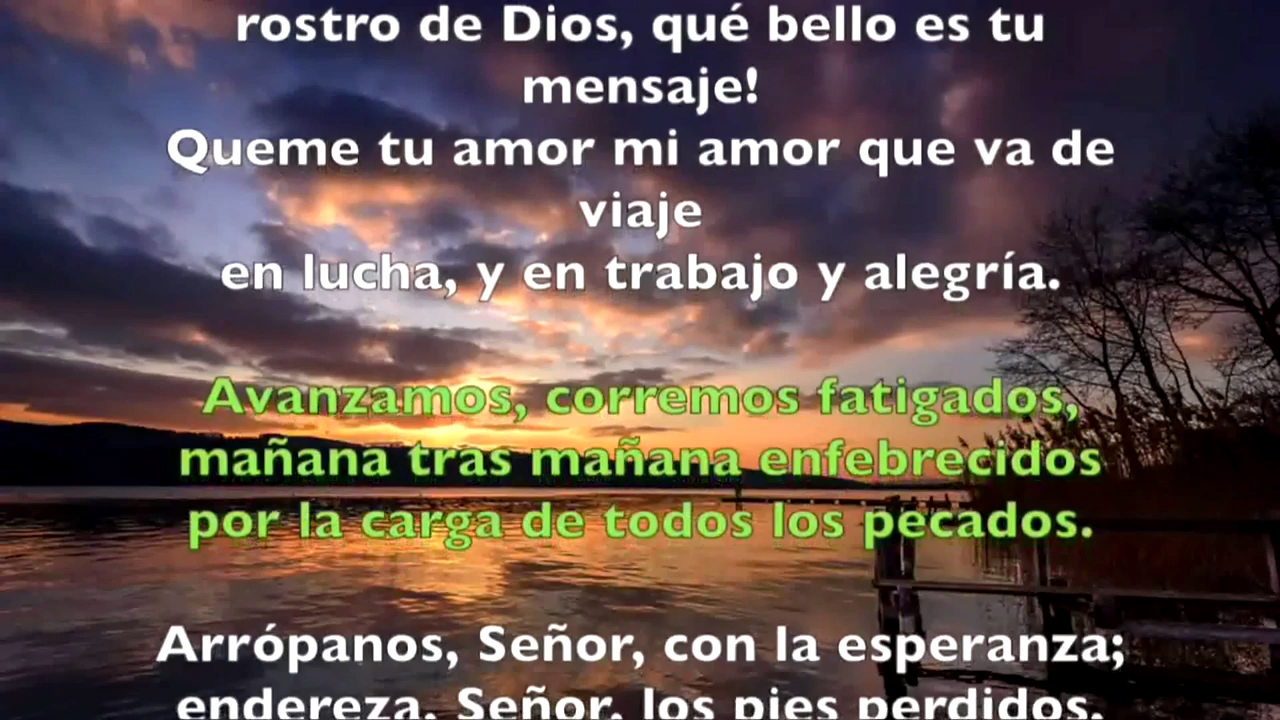 rostro de Dios, qué bello es tu
mensaje!
Queme tu amor mi amor que va de
viaje
en lucha, y en trabajo y alegría.
Avanzamos, corremos fatigados,
mañana tras mañana enfebrecidos
por la carga de todos los pecados.
Arrópanos, Señor, con la esperanza;
endereza, Señor, los pies perdidos,